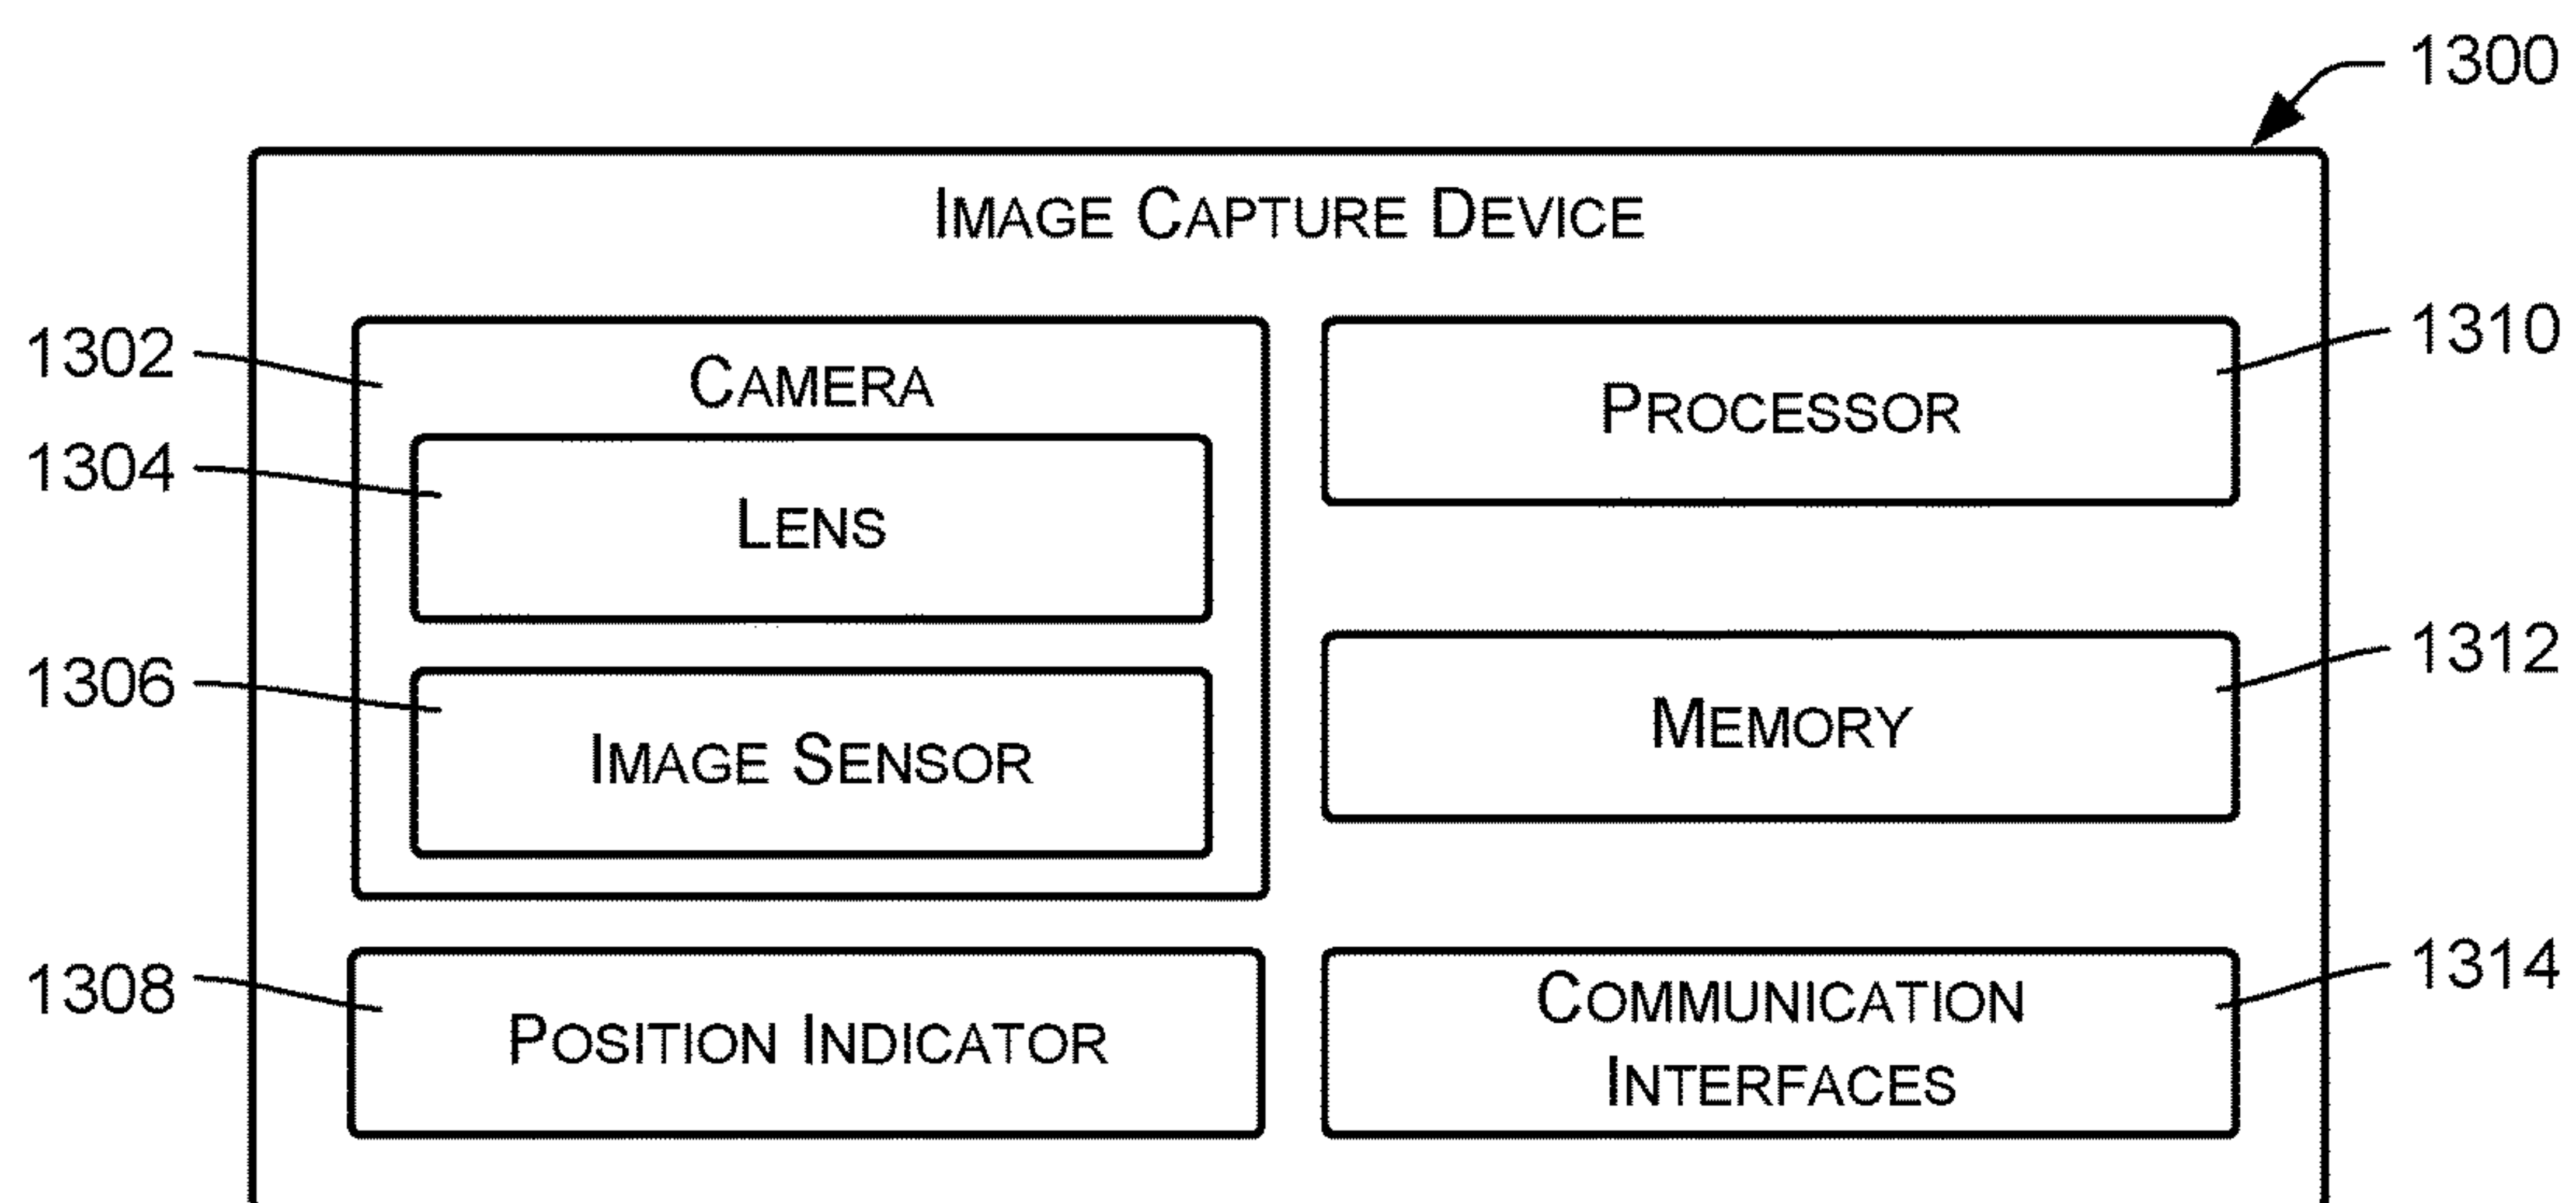 1300
IMAGE CAPTURE DEVICE
1302
CAMERA
1304
LENS
1306
IMAGE SENSOR
1308
POSITION INDICATOR
1310
PROCESSOR
1312
MEMORY
1314
COMMUNICATION
INTERFACES